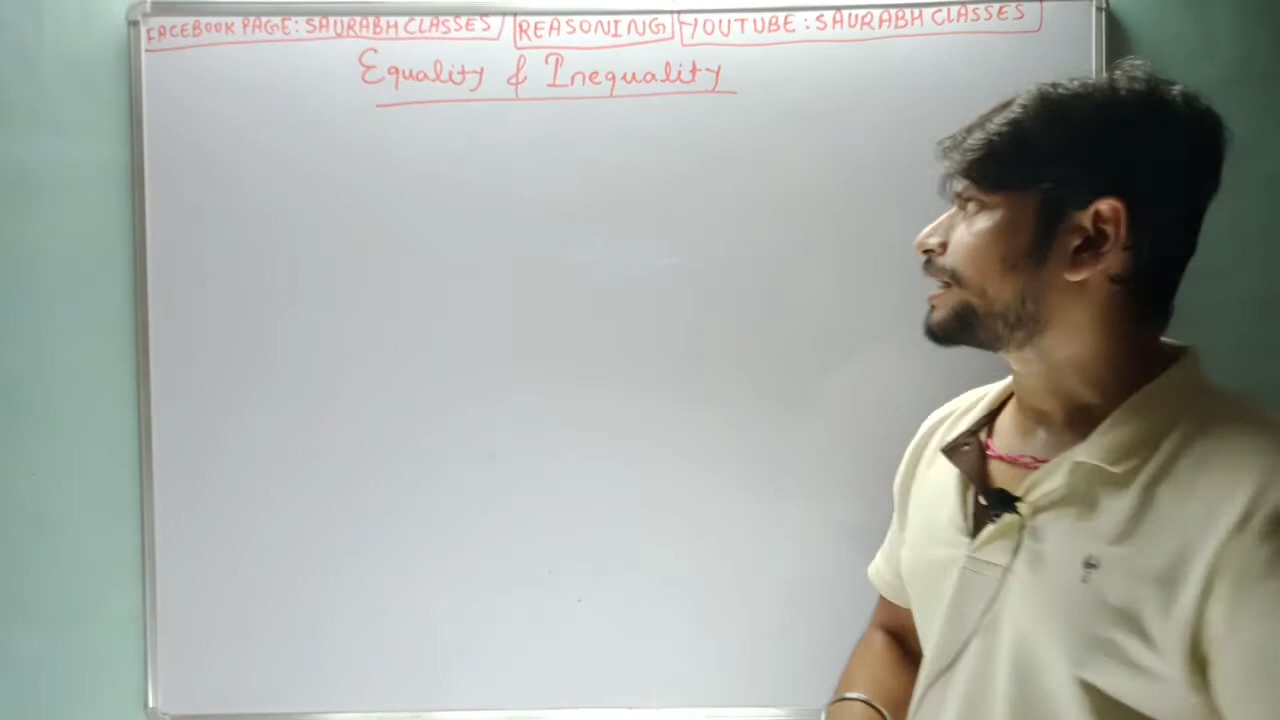 FACEBOOK PAGE: SAURABH CLASSES REASONING YOUTUBE: SAURABH CLASSES
Equality & Inequality